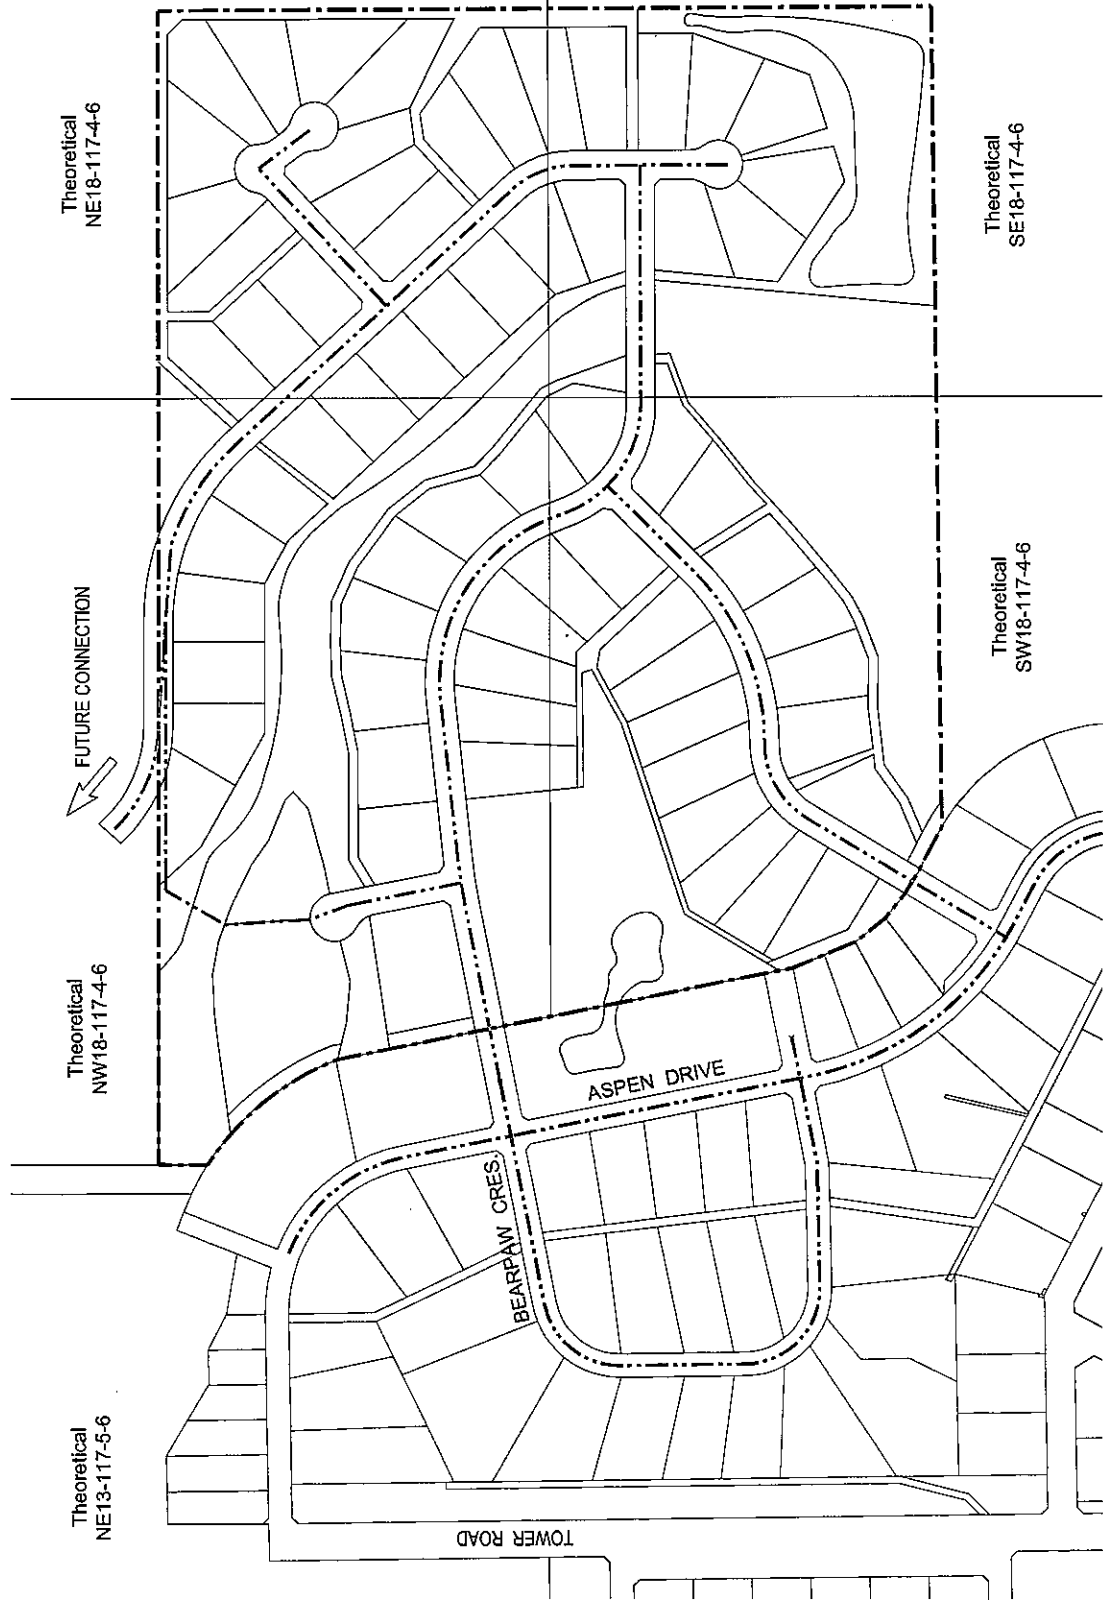 Theoretical
NE18-117-4-6
Theoretical
SE18-117-4-6
FUTURE CONNECTION
Theoretical
SW18-117-4-6
Theoretical
NW18-117-4-6
ASPEN DRIVE
BEARPAW CRES.
Theoretical
NE13-117-5-6
TOWER ROAD